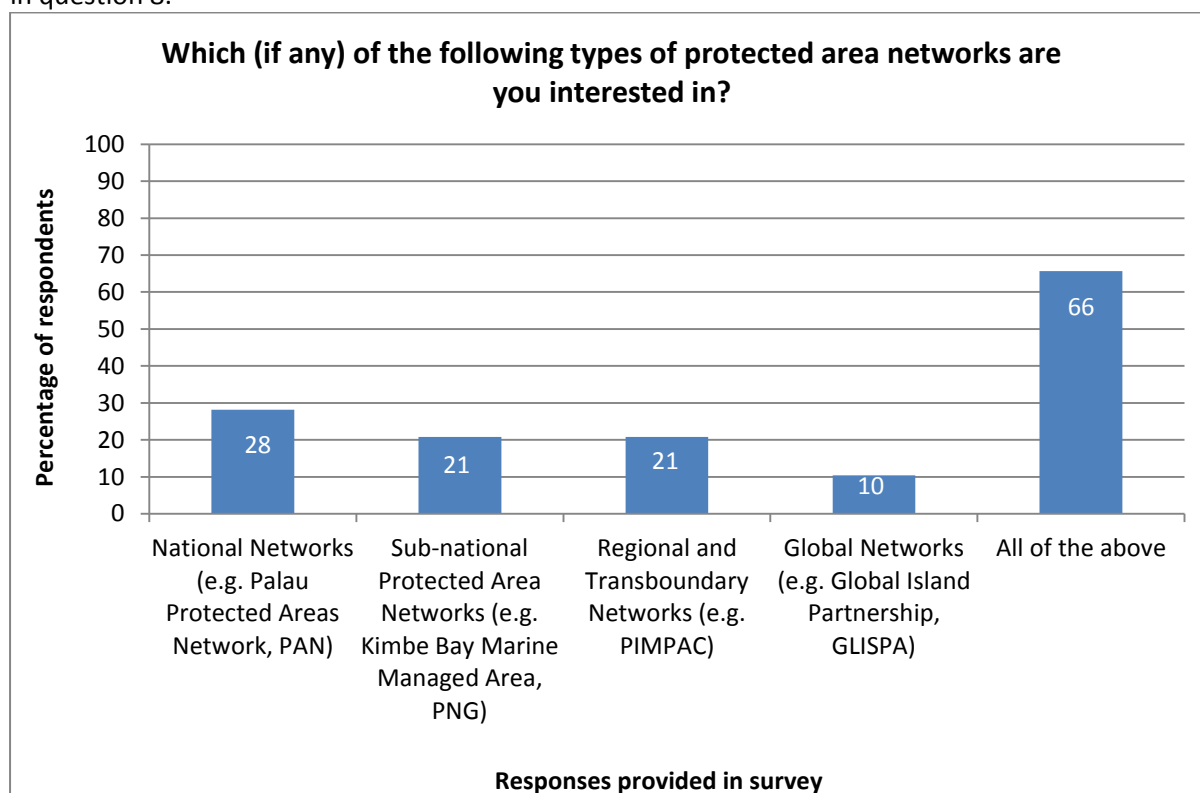 in question 8.
Which (if any) of the following types of protected area networks are
you interested in?
Percentage of respondents
100
90
80
70
60
50
40
30
20
10
0
28
21
21
10
66
National Networks
(e.g. Palau
Protected Areas
Network, PAN)
Sub-national
Protected Area
Networks (e.g.
Kimbe Bay Marine
Managed Area,
PNG)
Regional and
Transboundary
Networks (e.g.
PIMPAC)
Global Networks
(e.g. Global Island
Partnership,
GLISPA)
All of the above
Responses provided in survey